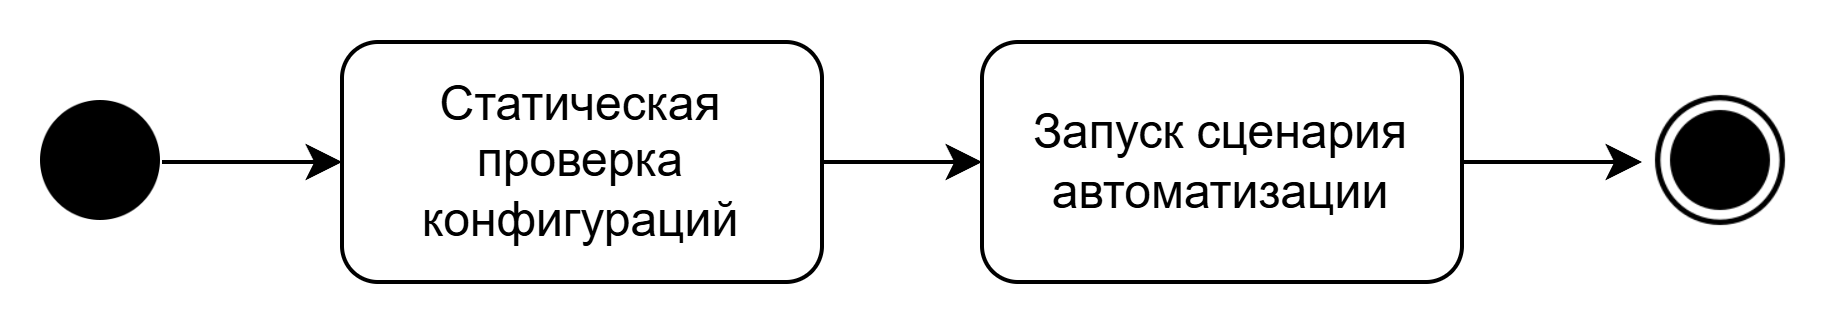 Статическая
проверка
конфигураций
Запуск сценария
автоматизации